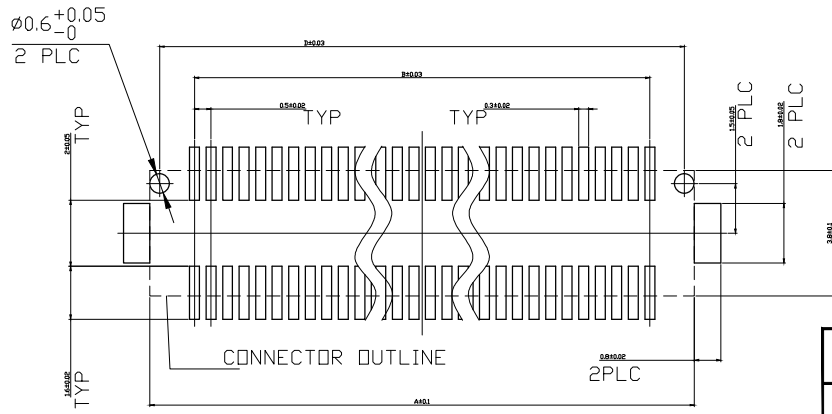 ⌀0.6 +0.05 -0
2 PLC
D±0.03
B±0.03
0.5±0.02 TYP
TYP 0.3±0.02
2±0.05 TYP
1.5±0.05 2 PLC
1.8±0.02 2 PLC
3.8±0.1
CONNECTOR OUTLINE
1.6±0.02 TYP
0.8±0.02
2PLC
A±0.1